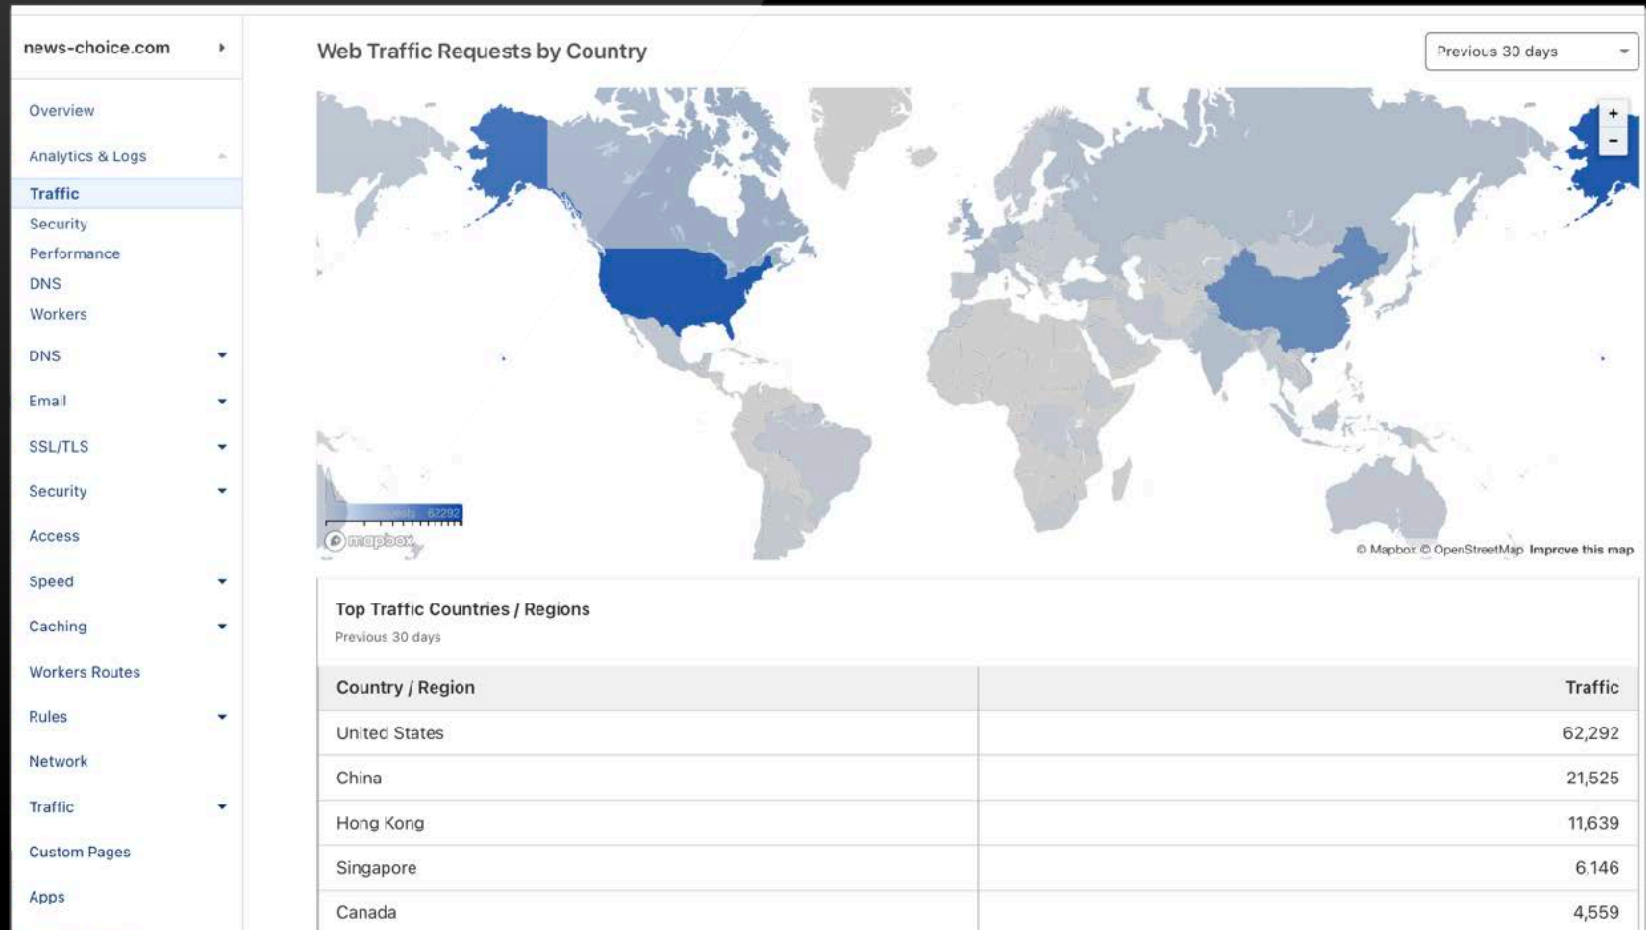 news-choice.com
Web Traffic Requests by Country
Previous 30 days
Overview
Analytics & Logs
Traffic
Security
Performance
DNS
Workers
DNS
Email
SSL/TLS
Security
Access
Speed
Caching
Workers Routes
Rules
Network
Traffic
Custom Pages
Apps
+
-
62292
mapbox
© Mapbox © OpenStreetMap Improve this map
Top Traffic Countries / Regions
Previous 30 days
Country / Region Traffic
United States 62,292
China 21,525
Hong Kong 11,639
Singapore 6,146
Canada 4,559